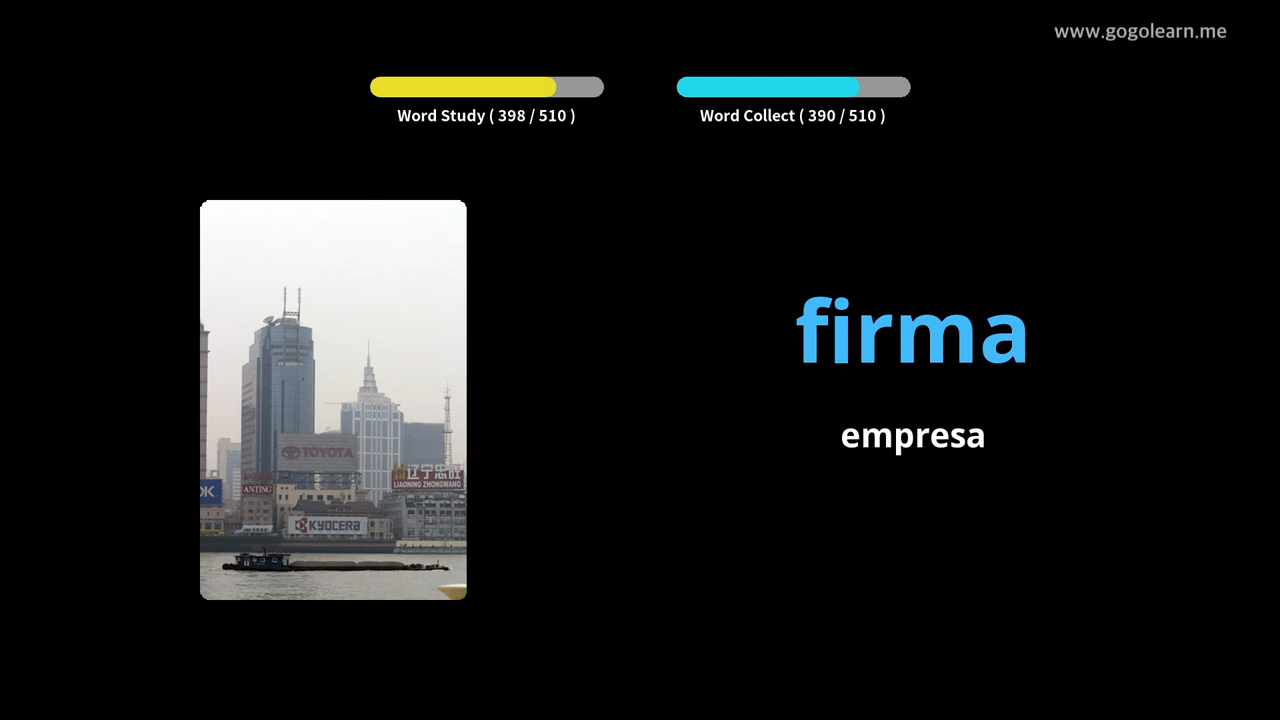 www.gogolearn.me
Word Study ( 398 / 510 )
Word Collect ( 390 / 510 )
firma
empresa
TOYOTA
辽宁忠旺
LIAONING ZHONGWANG
ANTING
OK
KYOCERA